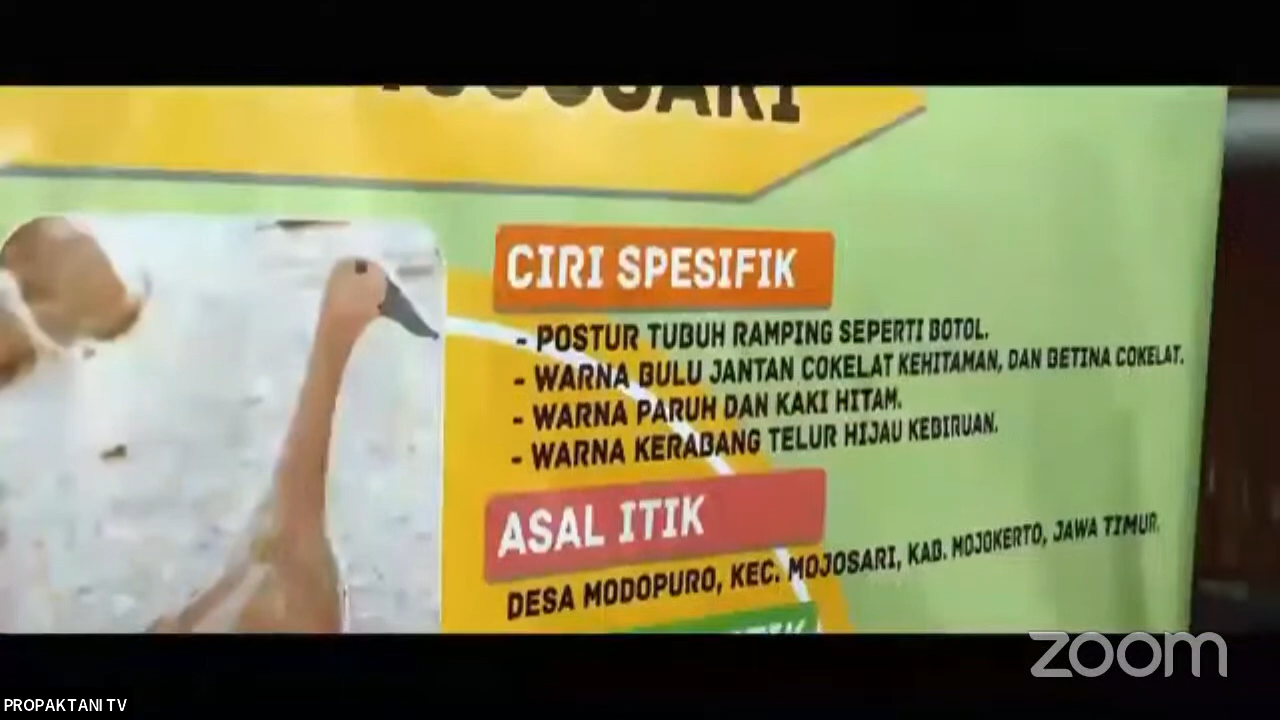 CIRI SPESIFIK
- POSTUR TUBUH RAMPING SEPERTI BOTOL.
- WARNA BULU JANTAN COKELAT KEHITAMAN, DAN BETINA COKELAT.
- WARNA PARUH DAN KAKI HITAM.
- WARNA KERABANG TELUR HIJAU KEBIRUAN.
ASAL ITIK
DESA MODOPURO, KEC. MOJOSARI, KAB. MOJOKERTO, JAWA TIMUR.
zoom
PROPAKTANI TV